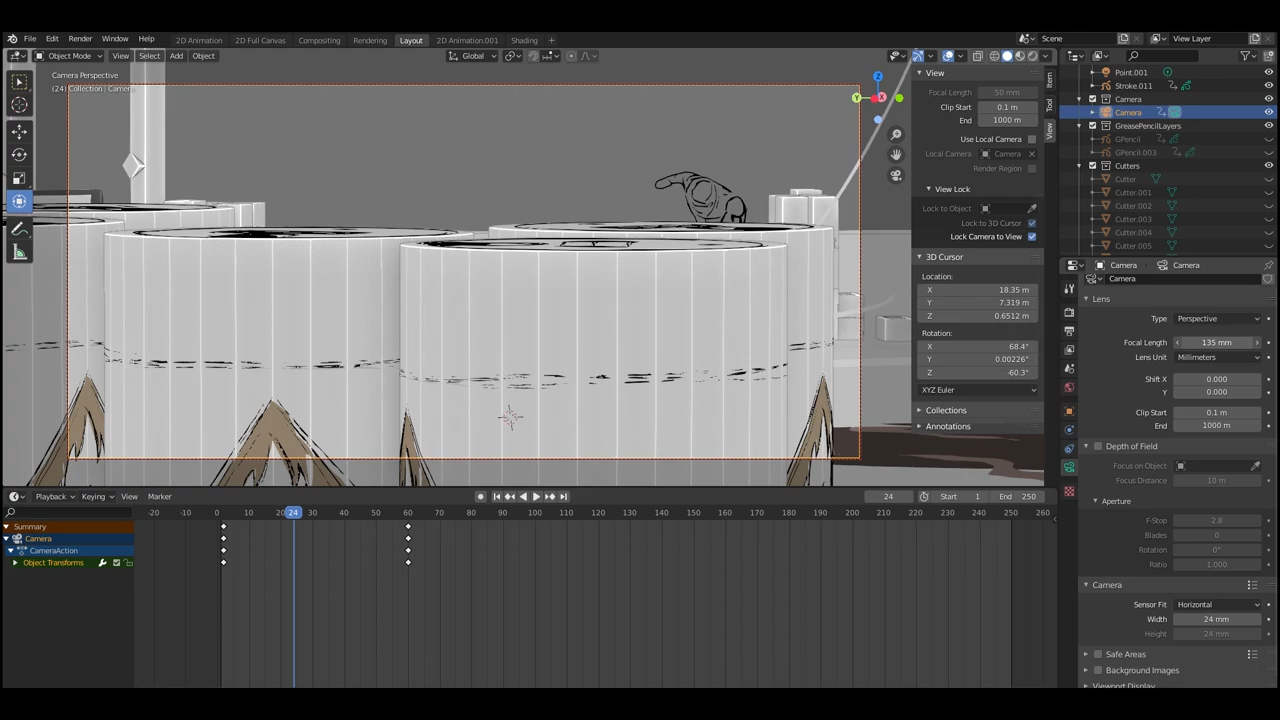 File Edit Render Window Help 2D Animation 2D Full Canvas Compositing Rendering Layout 2D Animation.001 Shading + Scene View Layer
Object Mode View Select Add Object Global
Camera Perspective
(24) Collection | Camera
View
Focal Length 50 mm
Clip Start 0.1 m
End 1000 m
Use Local Camera
Local Camera Camera
Render Region
View Lock
Lock to Object
Lock to 3D Cursor
Lock Camera to View
3D Cursor
Location:
X 18.35 m
Y 7.319 m
Z 0.6512 m
Rotation:
X 68.4°
Y 0.00226°
Z -60.3°
XYZ Euler
Collections
Annotations
Item
Tool
View
Z
Y
X
Point.001
Stroke.011
Camera
Camera
GreasePencilLayers
GPencil
GPencil.003
Cutters
Cutter
Cutter.001
Cutter.002
Cutter.003
Cutter.004
Cutter.005
Camera Camera
Camera
Lens
Type Perspective
Focal Length 135 mm
Lens Unit Millimeters
Shift X 0.000
Y 0.000
Clip Start 0.1 m
End 1000 m
Depth of Field
Focus on Object
Focus Distance 10 m
Aperture
F-Stop 2.8
Blades 0
Rotation 0°
Ratio 1.000
Camera
Sensor Fit Horizontal
Width 24 mm
Height 24 mm
Safe Areas
Background Images
Viewport Display
Playback Keying View Marker 24 Start 1 End 250
-20 -10 0 10 20 24 30 40 50 60 70 80 90 100 110 120 130 140 150 160 170 180 190 200 210 220 230 240 250 260
Summary
Camera
CameraAction
Object Transforms